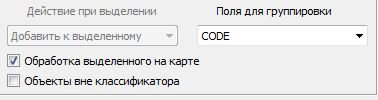 Действие при выделении Поля для группировки
Добавить к выделенному CODE
Обработка выделенного на карте
Объекты вне классификатора